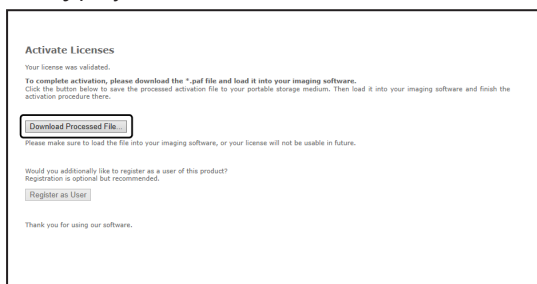 Activate Licenses
Your license was validated.
To complete activation, please download the *.paf file and load it into your imaging software.
Click the button below to save the processed activation file to your portable storage medium. Then load it into your imaging software and finish the
activation procedure there.
Download Processed File...
Please make sure to load the file into your imaging software, or your license will not be usable in future.
Would you additionally like to register as a user of this product?
Registration is optional but recommended.
Register as User
Thank you for using our software.